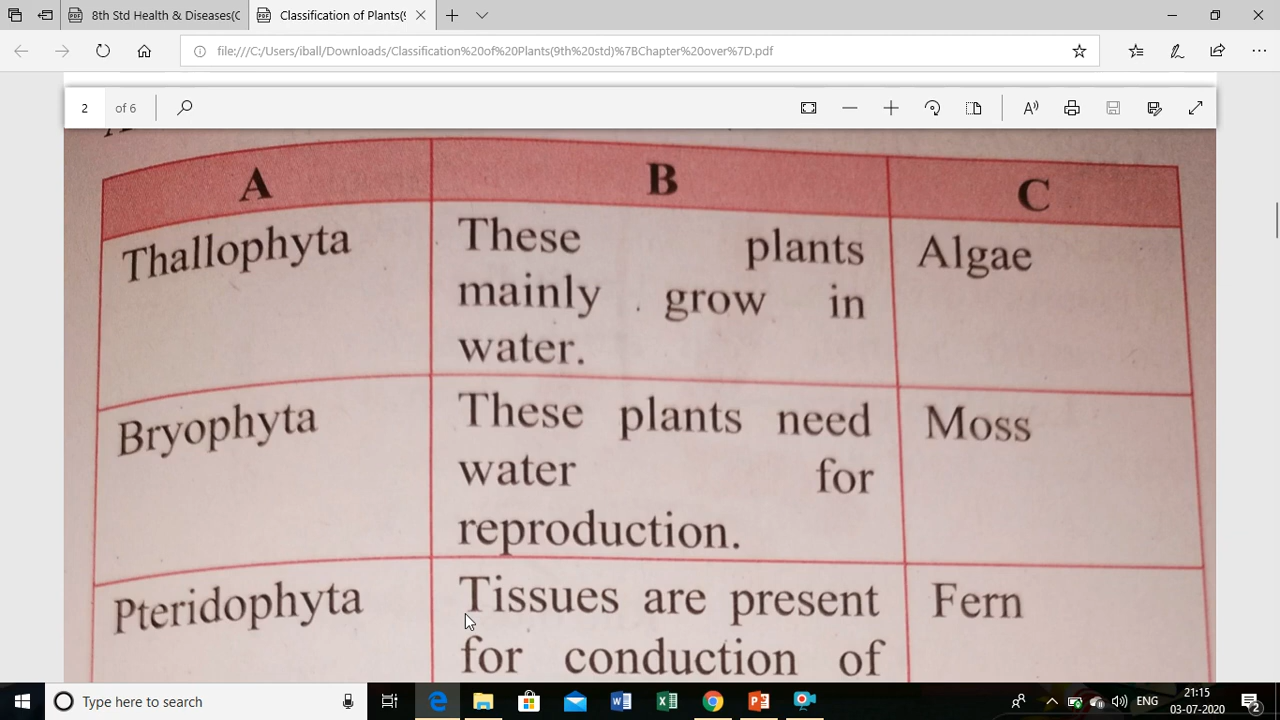 8th Std Health & Diseases(C
Classification of Plants(9
file:///C:/Users/iball/Downloads/Classification%20of%20Plants(9th%20std)%7BChapter%20over%7D.pdf
2 of 6
A B C
Thallophyta These plants Algae
mainly grow in
water.
Bryophyta These plants need Moss
water for
reproduction.
Pteridophyta Tissues are present Fern
for conduction of
Type here to search
ENG
21:15
03-07-2020
2